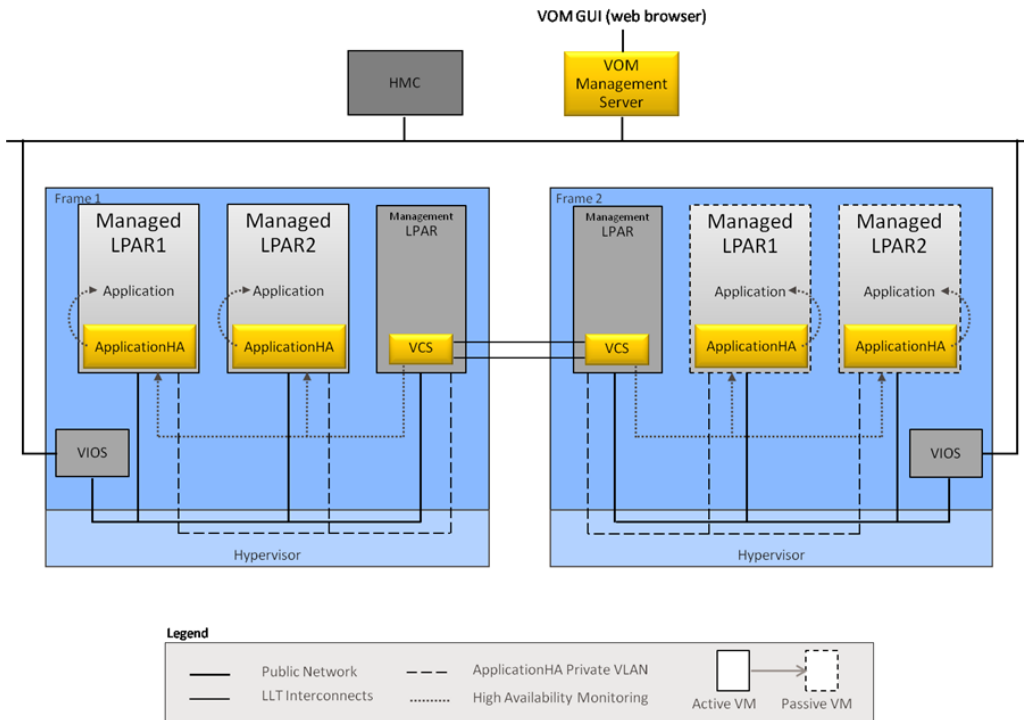 VOM GUI (web browser)
HMC
VOM
Management
Server
Frame 1
Managed
LPAR1
Application
ApplicationHA
Managed
LPAR2
Application
ApplicationHA
Management
LPAR
VCS
VIOS
Hypervisor
Frame 2
Management
LPAR
VCS
Managed
LPAR1
Application
ApplicationHA
Managed
LPAR2
Application
ApplicationHA
VIOS
Hypervisor
Legend
Public Network
LLT Interconnects
ApplicationHA Private VLAN
High Availability Monitoring
Active VM
Passive VM